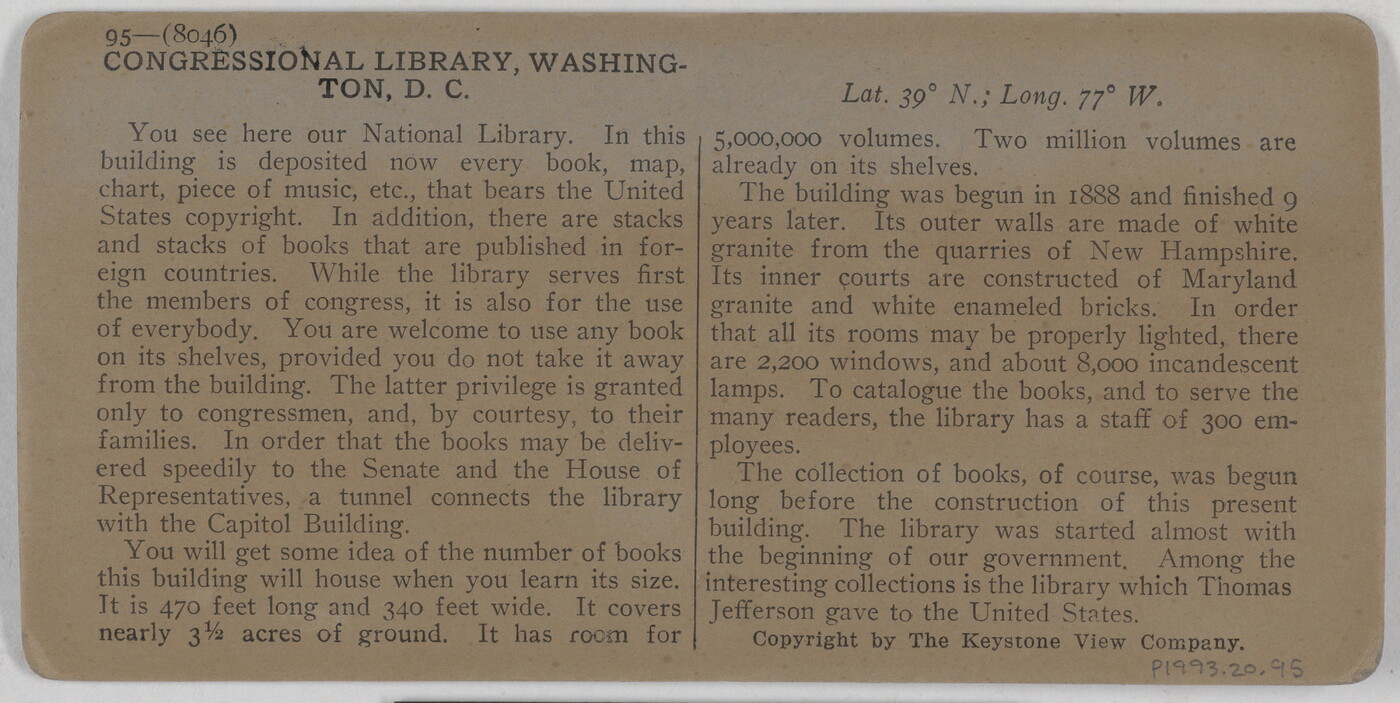 95—(8046)
CONGRESSIONAL LIBRARY, WASHING-
TON, D. C.
Lat. 39° N.; Long. 77° W.
You see here our National Library. In this
building is deposited now every book, map,
chart, piece of music, etc., that bears the United
States copyright. In addition, there are stacks
and stacks of books that are published in for-
eign countries. While the library serves first
the members of congress, it is also for the use
of everybody. You are welcome to use any book
on its shelves, provided you do not take it away
from the building. The latter privilege is granted
only to congressmen, and, by courtesy, to their
families. In order that the books may be deliv-
ered speedily to the Senate and the House of
Representatives, a tunnel connects the library
with the Capitol Building.
You will get some idea of the number of books
this building will house when you learn its size.
It is 470 feet long and 340 feet wide. It covers
nearly 3½ acres of ground. It has room for
5,000,000 volumes. Two million volumes are
already on its shelves.
The building was begun in 1888 and finished 9
years later. Its outer walls are made of white
granite from the quarries of New Hampshire.
Its inner courts are constructed of Maryland
granite and white enameled bricks. In order
that all its rooms may be properly lighted, there
are 2,200 windows, and about 8,000 incandescent
lamps. To catalogue the books, and to serve the
many readers, the library has a staff of 300 em-
ployees.
The collection of books, of course, was begun
long before the construction of this present
building. The library was started almost with
the beginning of our government. Among the
interesting collections is the library which Thomas
Jefferson gave to the United States.
Copyright by The Keystone View Company.
P1993.20.95